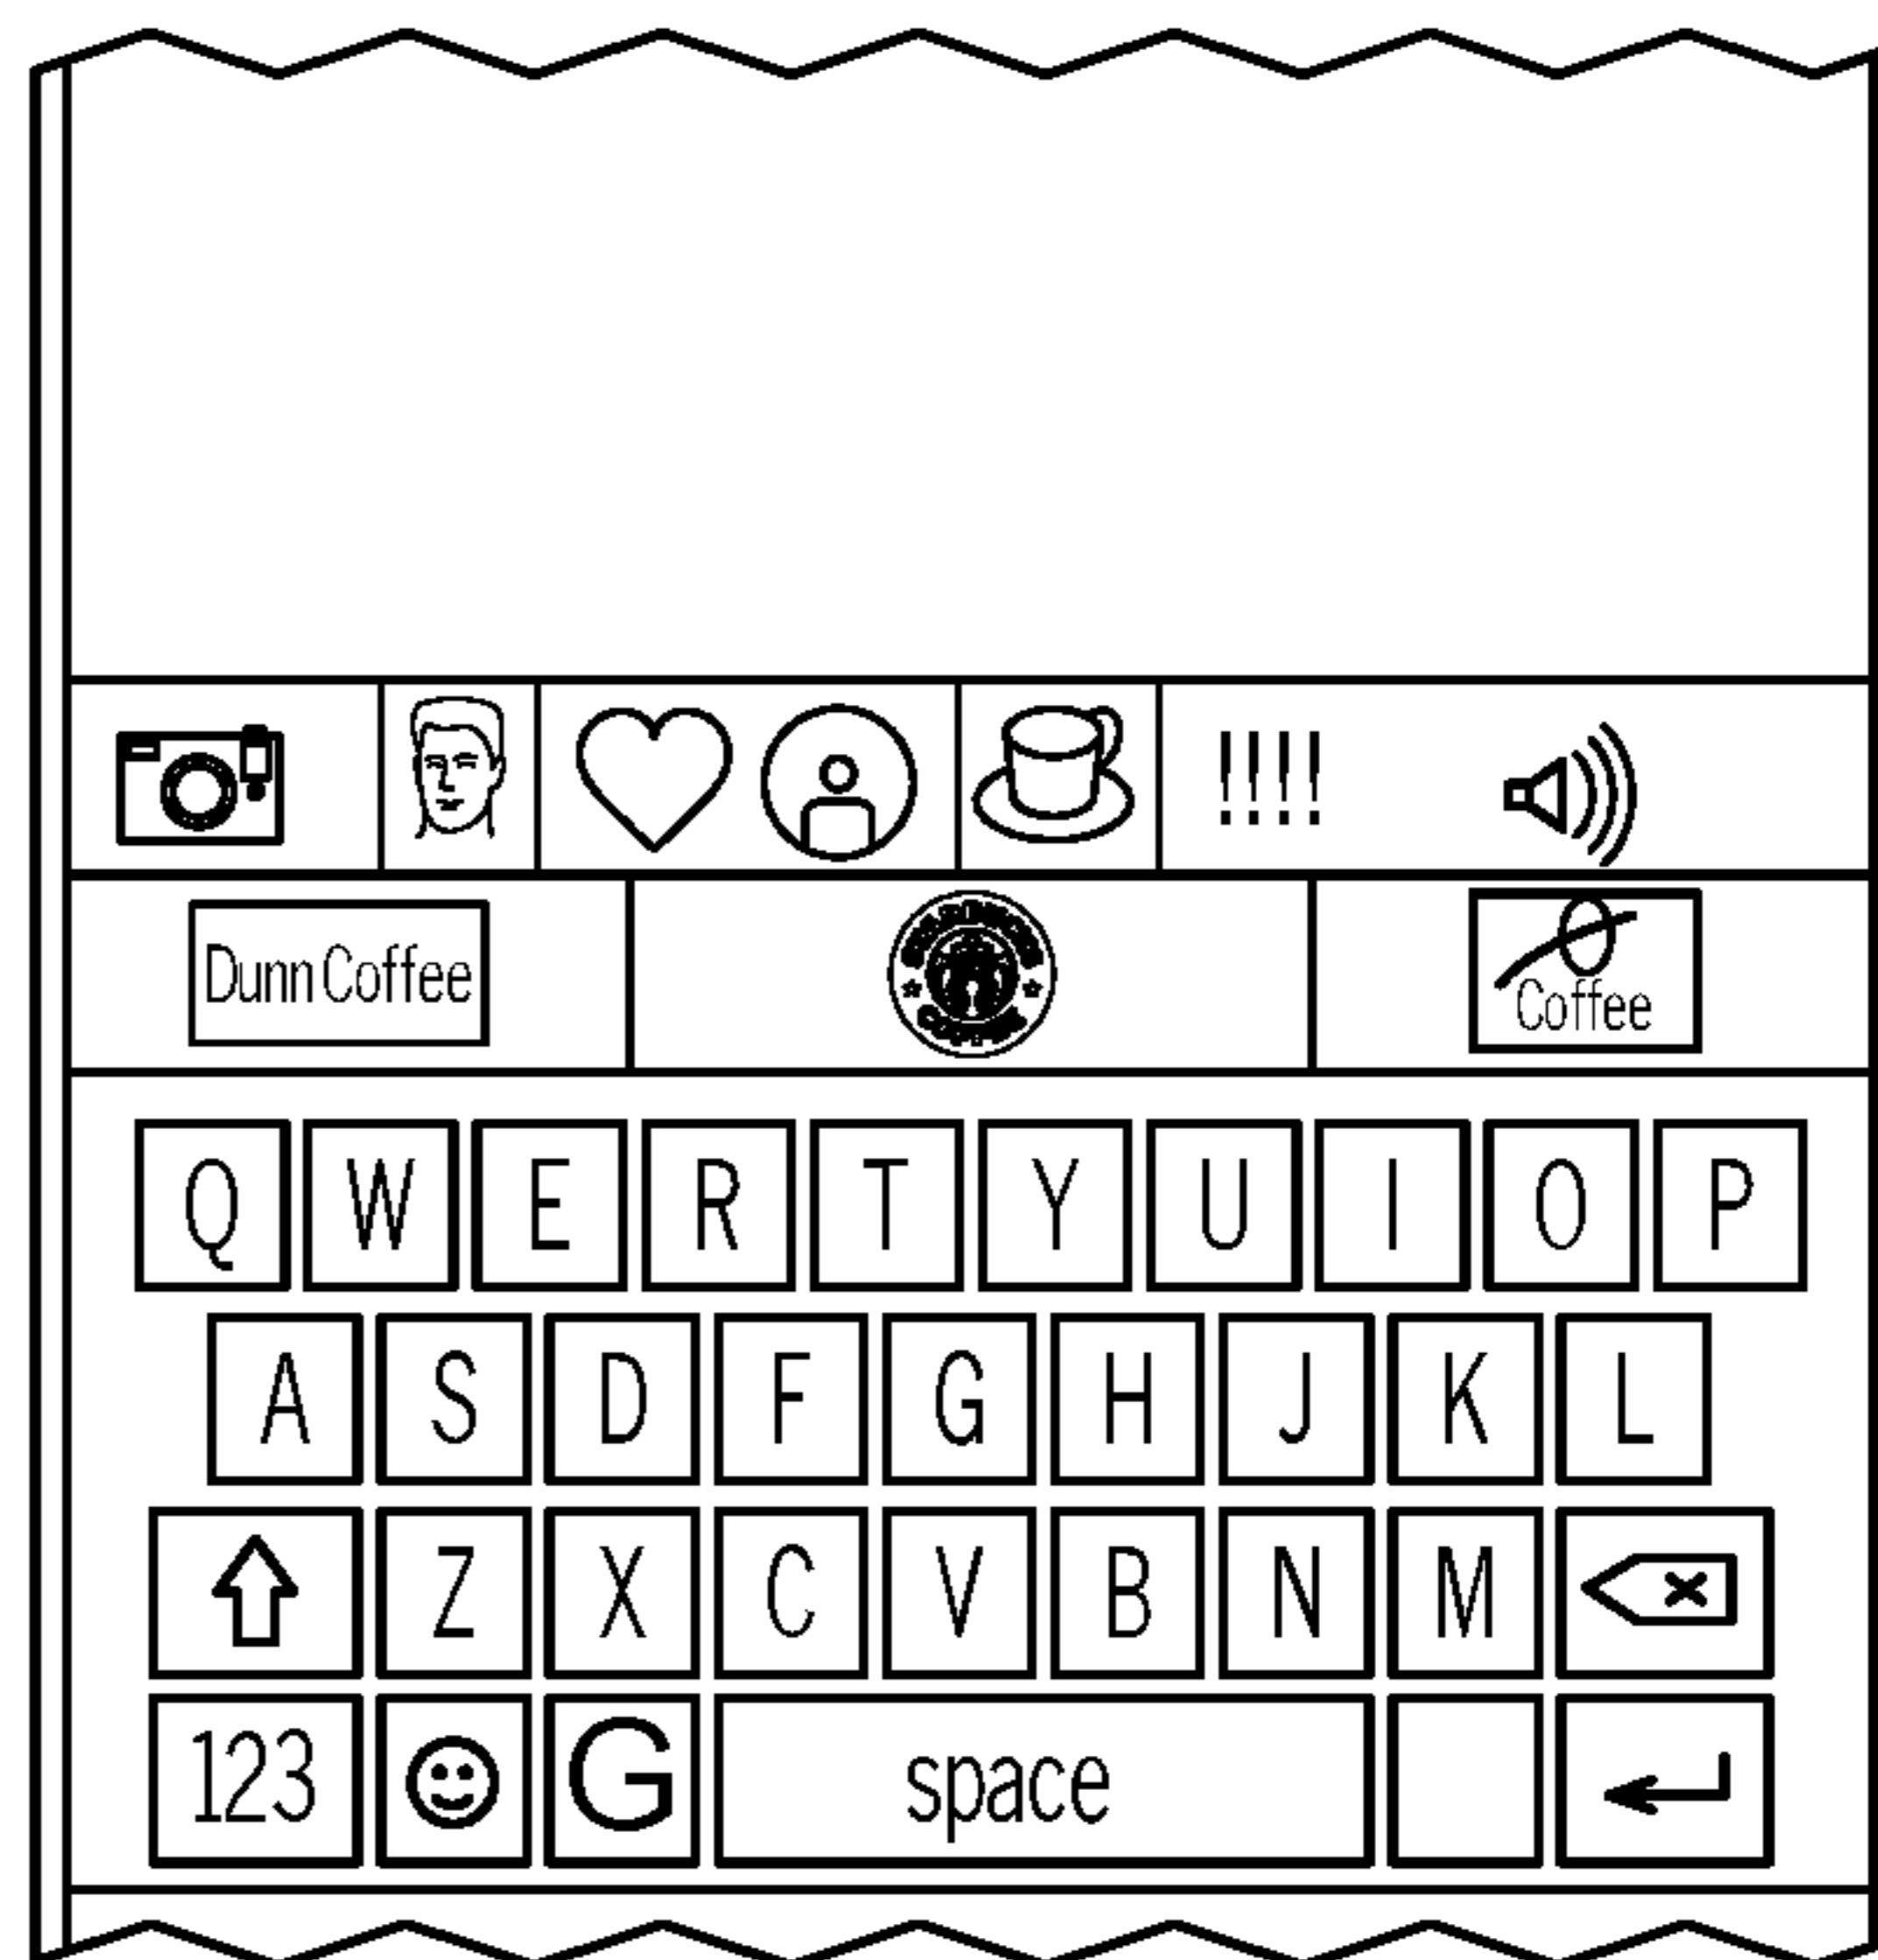 !!!!
Dunn Coffee
Coffee
Q W E R T Y U I O P
A S D F G H J K L
Z X C V B N M
123 G space